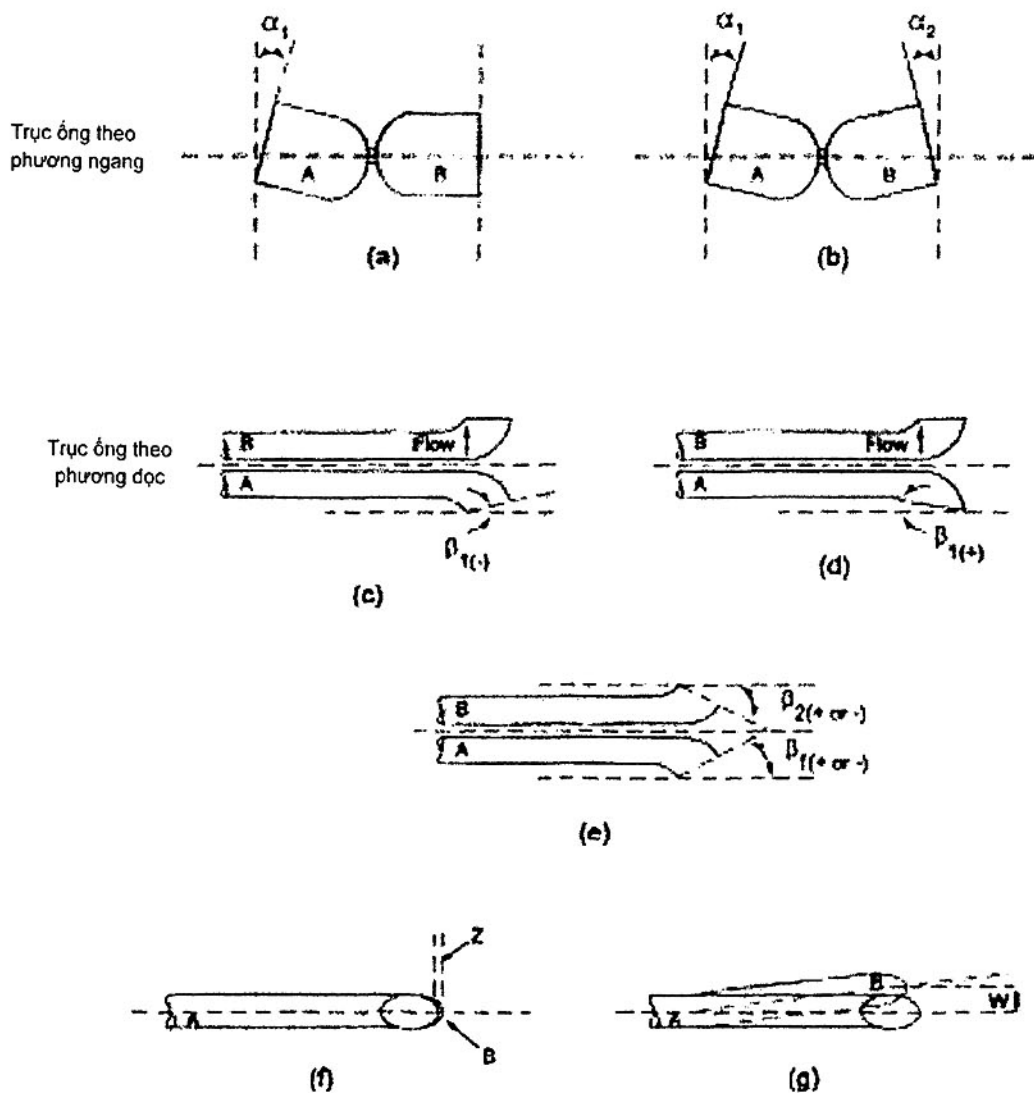 α₁
α₁
α₂
Trục ống theo
phương ngang
A
B
A
B
(a)
(b)
Trục ống theo
phương dọc
B
Flow
A
β₁(-)
(c)
B
Flow
A
β₁(+)
(d)
B
A
β₂(+ or -)
β₁(+ or -)
(e)
Z
A
B
(f)
B
W
(g)